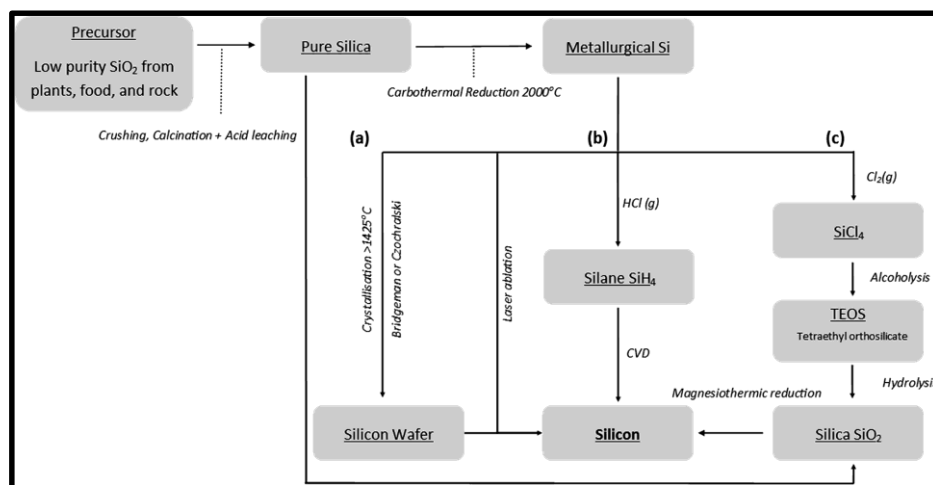 Precursor
Low purity SiO₂ from
plants, food, and rock
Pure Silica
Metallurgical Si
Carbothermal Reduction 2000°C
Crushing, Calcination + Acid leaching
(a)
(b)
(c)
Cl₂(g)
HCl (g)
SiCl₄
Crystallisation >1425°C
Bridgeman or Czochralski
Laser ablation
Silane SiH₄
Alcoholysis
TEOS
Tetraethyl orthosilicate
CVD
Hydrolysis
Magnesiothermic reduction
Silicon Wafer
Silicon
Silica SiO₂